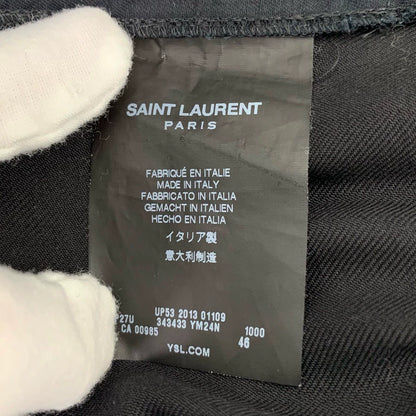 SAINT LAURENT
PARIS
FABRIQUÉ EN ITALIE
MADE IN ITALY
FABBRICATO IN ITALIA
GEMACHT IN ITALIEN
HECHO EN ITALIA
イタリア製
意大利制造
P27U UP53 2013 01109 1000
CA 00985 343433 YM24N 46
YSL.COM